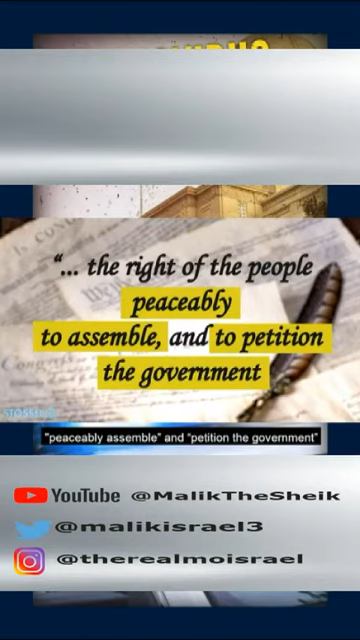 "... the right of the people
peaceably
to assemble, and to petition
the government
STOSSEL
"peaceably assemble" and "petition the government"
YouTube @MalikTheSheik
@malikisrael3
@therealmoisrael